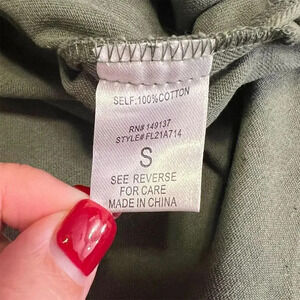 SELF:100%COTTON
RN# 149137
STYLE# FL21A714
S
SEE REVERSE
FOR CARE
MADE IN CHINA